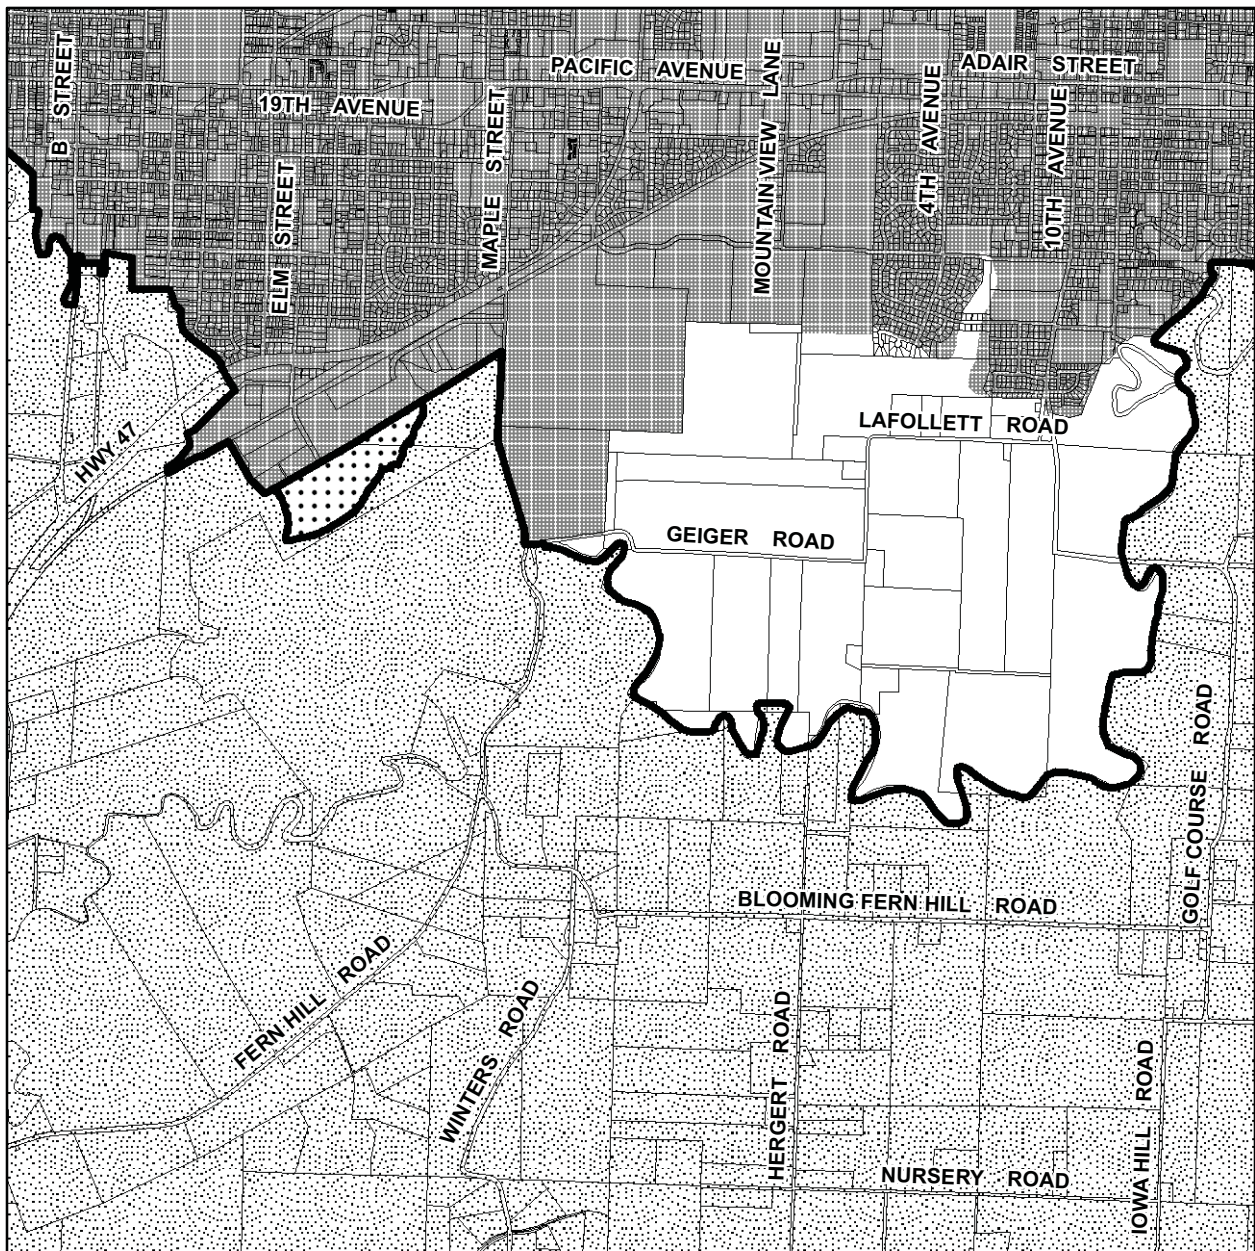 B STREET
PACIFIC AVENUE
ADAIR STREET
19TH AVENUE
MAPLE STREET
MOUNTAIN VIEW LANE
4TH AVENUE
10TH AVENUE
ELM STREET
HWY 47
LAFOLLETT ROAD
GEIGER ROAD
GOLF COURSE ROAD
BLOOMING FERN HILL ROAD
FERN HILL ROAD
WINTERS ROAD
HERGERT ROAD
IOWA HILL ROAD
NURSERY ROAD